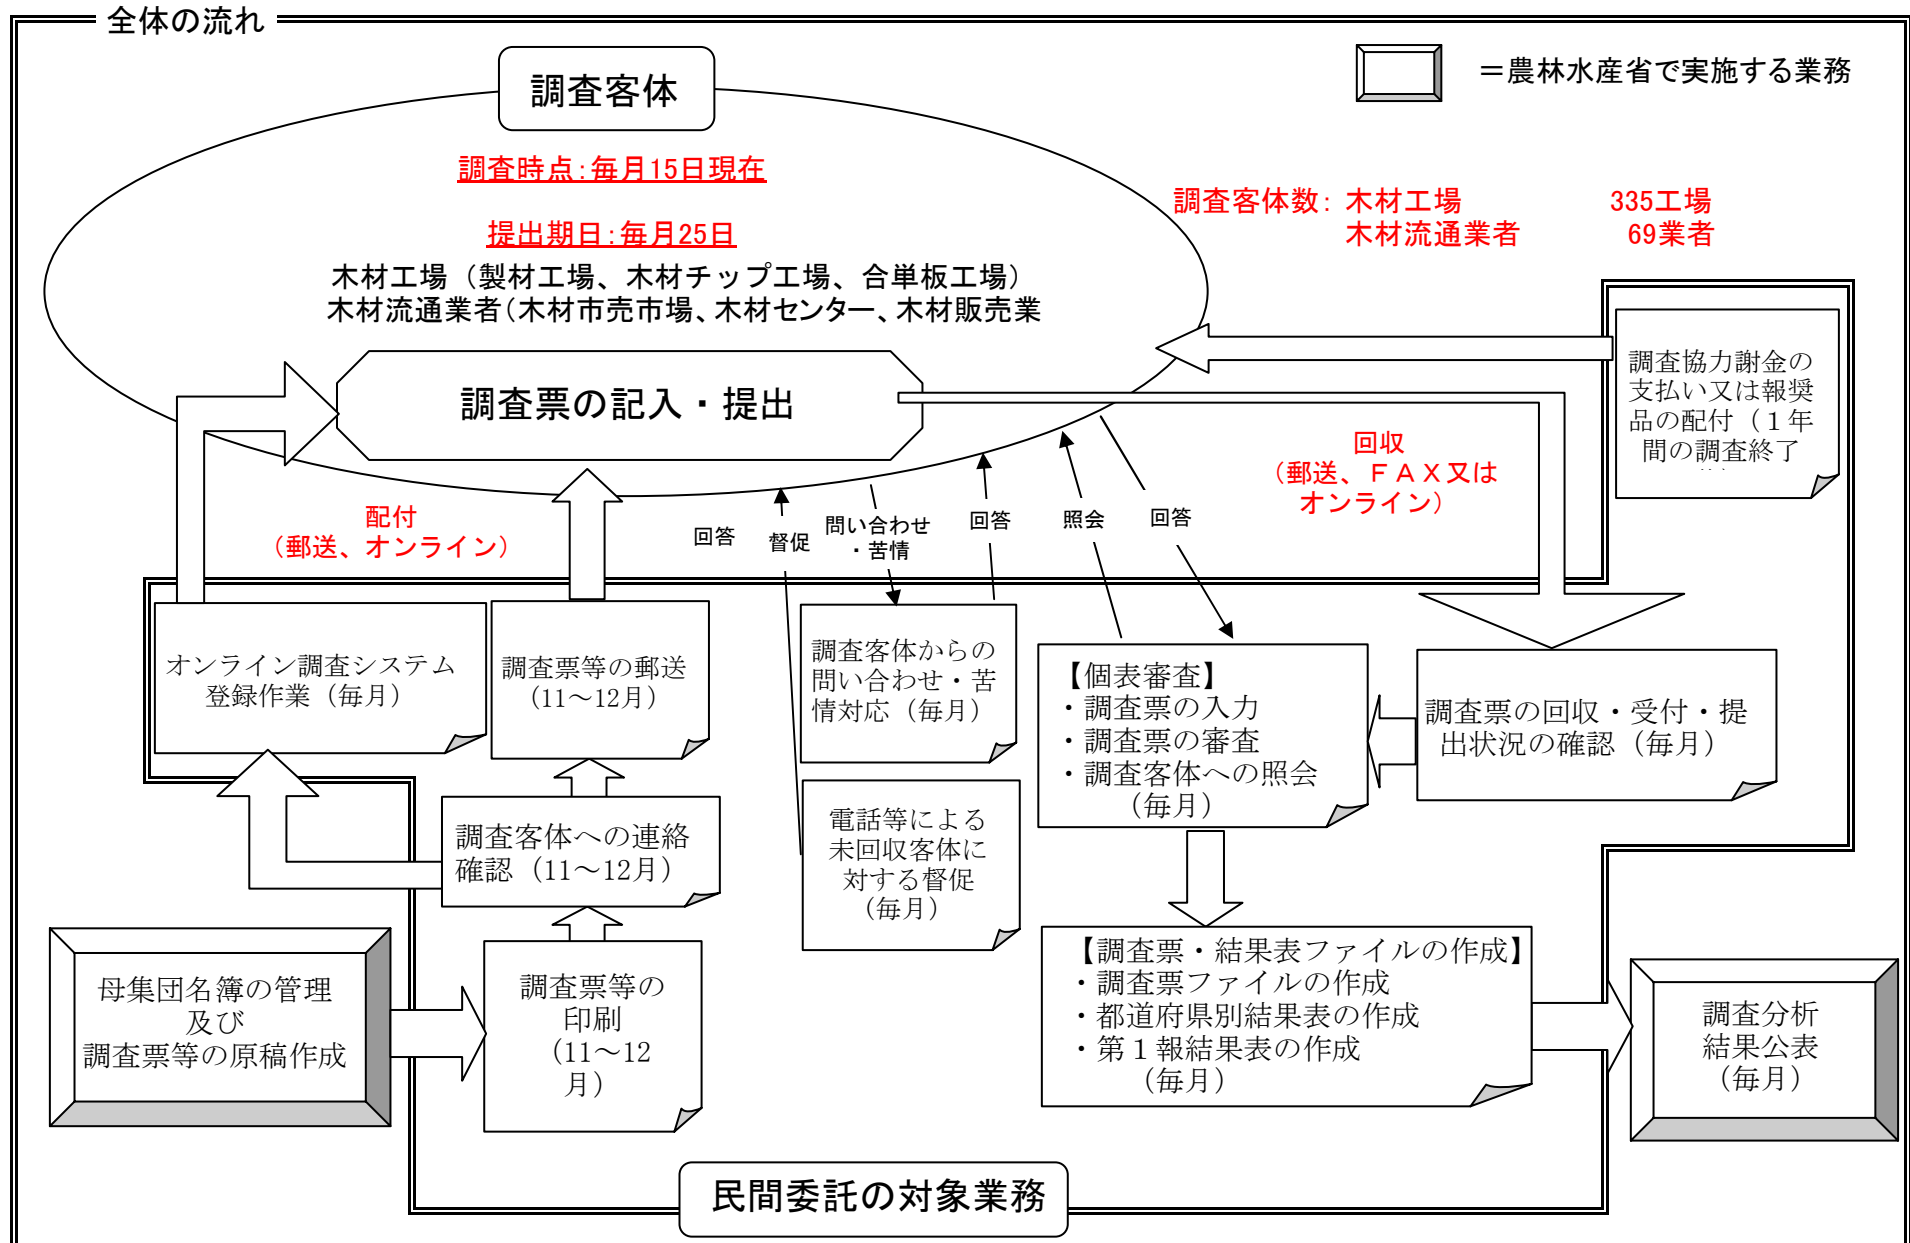 全体の流れ
調査客体
＝農林水産省で実施する業務
調査時点：毎月15日現在
提出期日：毎月25日
調査客体数： 木材工場 335工場
木材流通業者 69業者
木材工場（製材工場、木材チップ工場、合単板工場）
木材流通業者（木材市売市場、木材センター、木材販売業
調査票の記入・提出
調査協力謝金の
支払い又は報奨
品の配付（１年
間の調査終了
回収
（郵送、ＦＡＸ又は
オンライン）
配付
（郵送、オンライン）
回答
督促
問い合わせ
・苦情
回答
照会
回答
オンライン調査システム
登録作業（毎月）
調査票等の郵送
（11～12月）
調査客体からの
問い合わせ・苦
情対応（毎月）
【個表審査】
・調査票の入力
・調査票の審査
・調査客体への照会
（毎月）
調査票の回収・受付・提
出状況の確認（毎月）
調査客体への連絡
確認（11～12月）
電話等による
未回収客体に
対する督促
（毎月）
母集団名簿の管理
及び
調査票等の原稿作成
調査票等の
印刷
（11～12
月）
【調査票・結果表ファイルの作成】
・調査票ファイルの作成
・都道府県別結果表の作成
・第１報結果表の作成
（毎月）
調査分析
結果公表
（毎月）
民間委託の対象業務